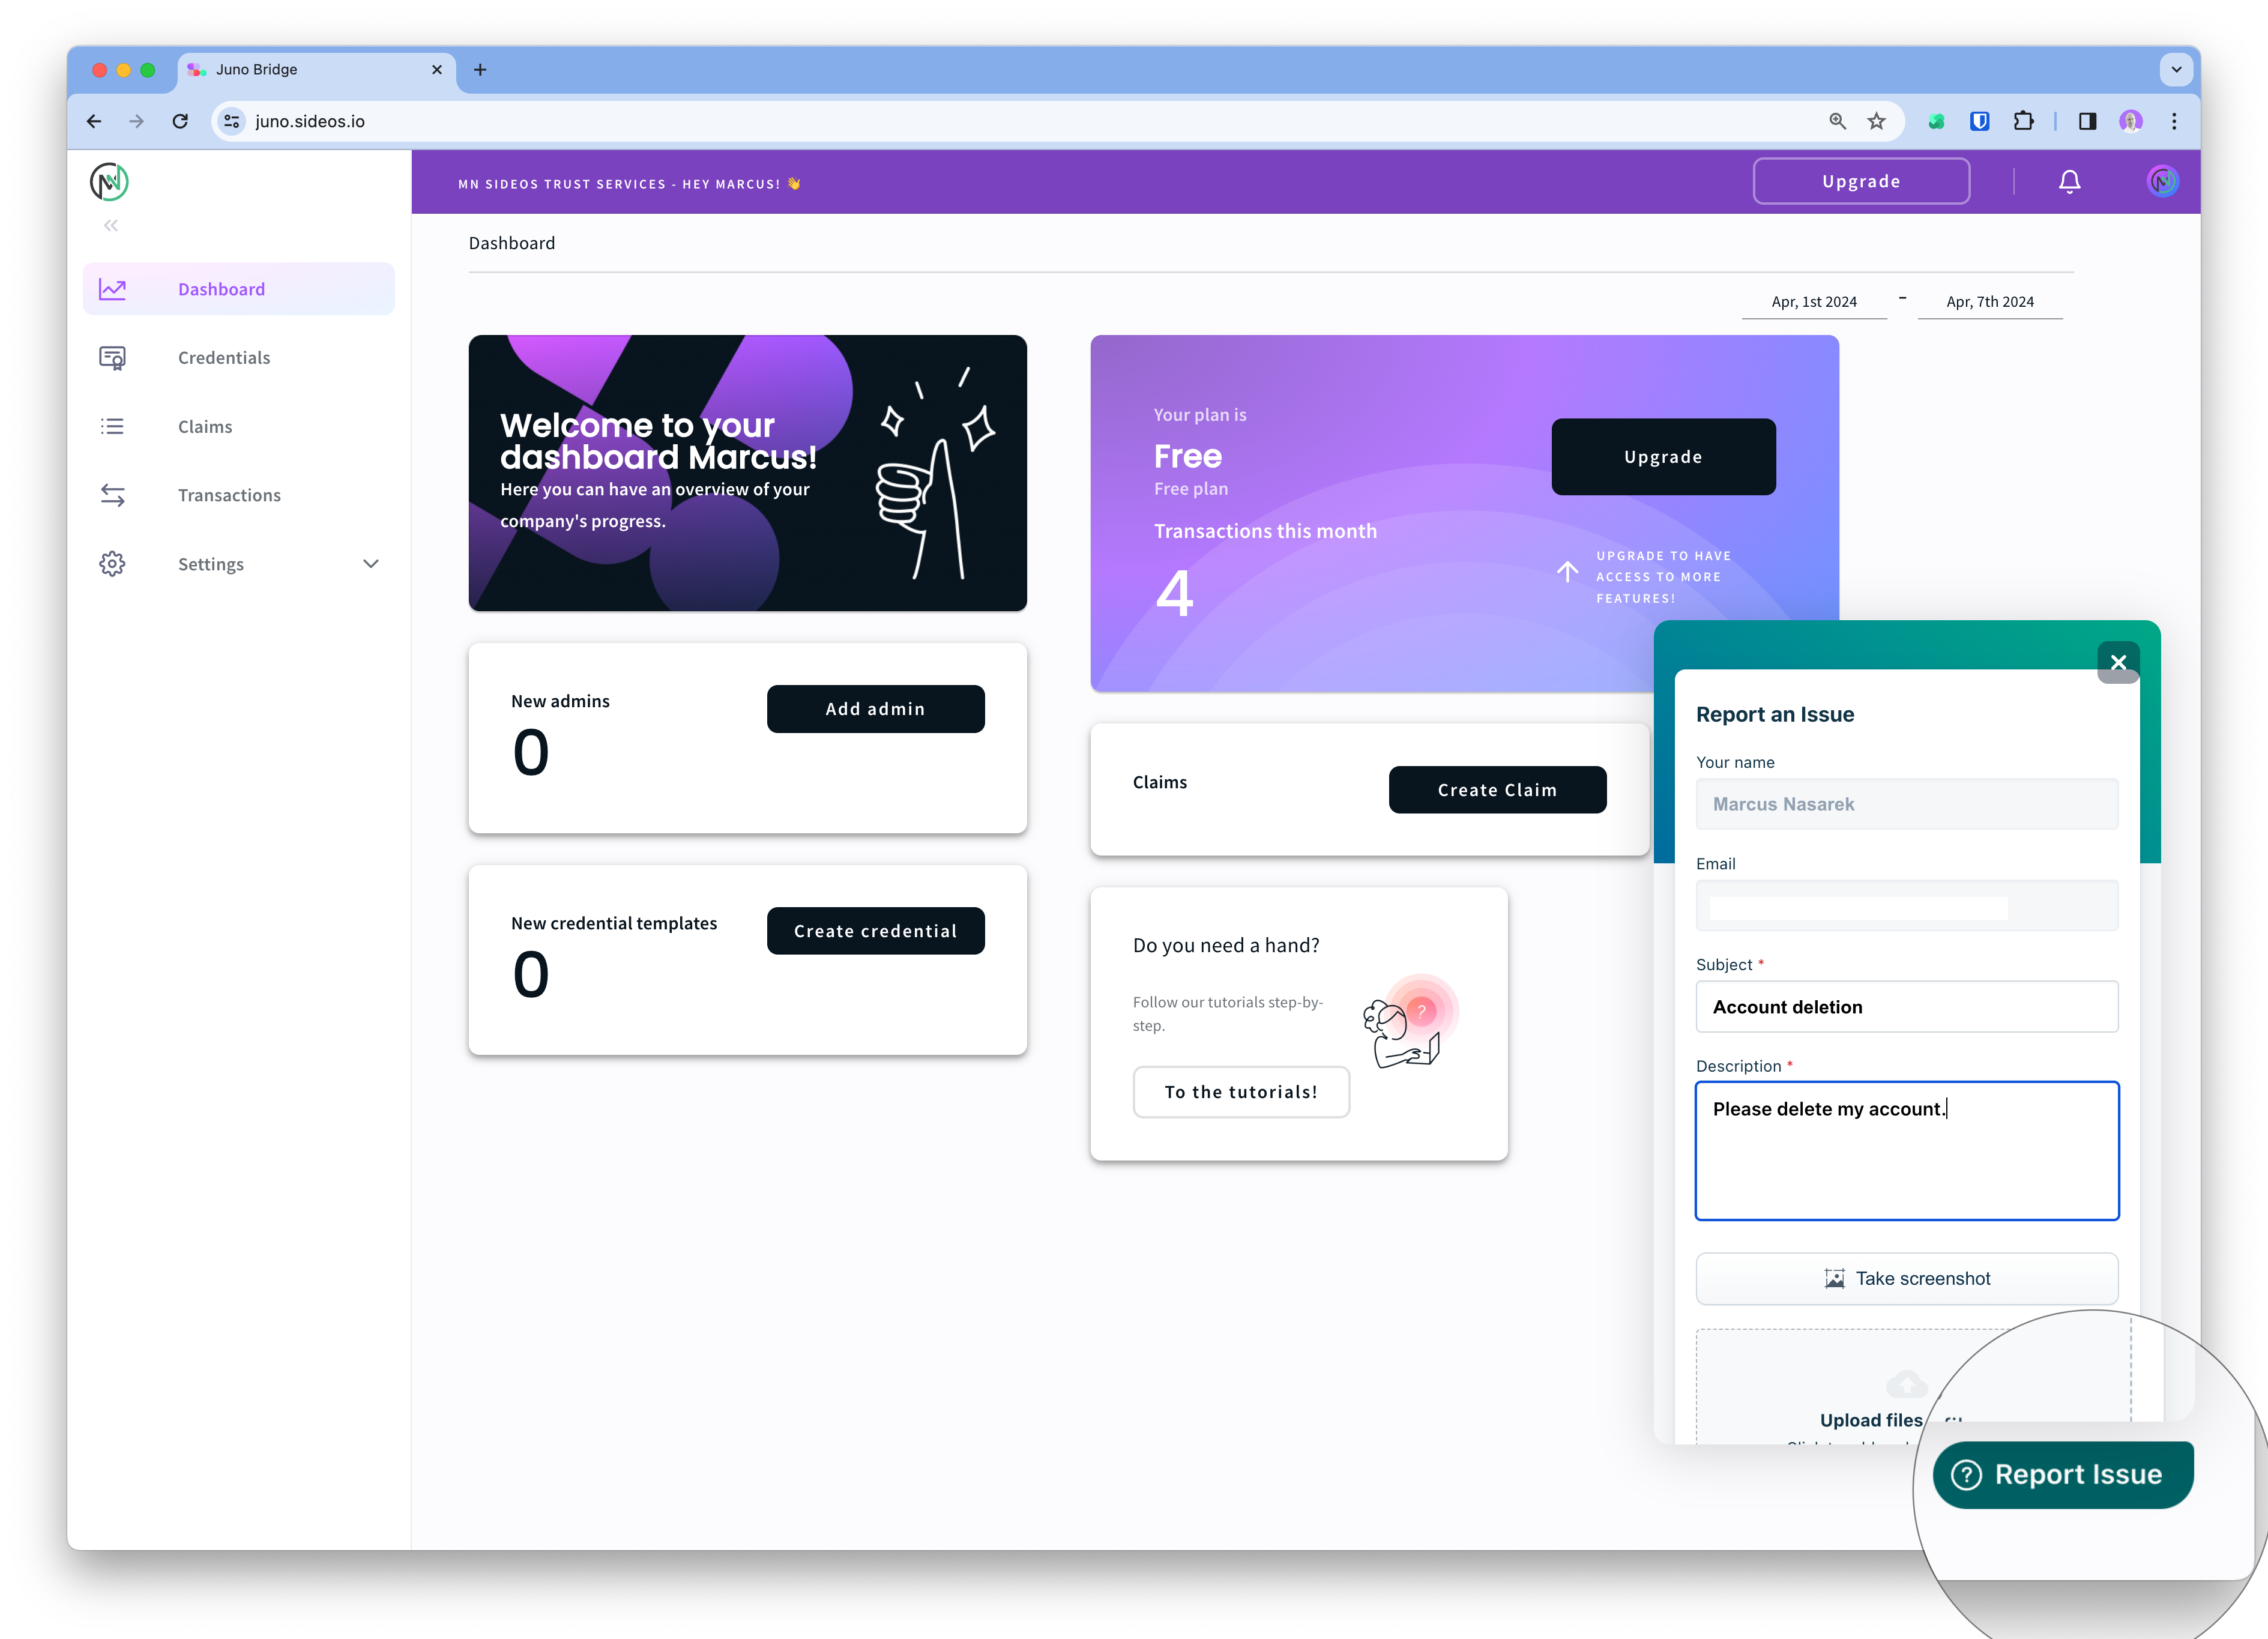 Juno Bridge
juno.sideos.io
MN SIDEOS TRUST SERVICES - HEY MARCUS! 👋
Upgrade
Dashboard
Credentials
Claims
Transactions
Settings
Dashboard
Apr, 1st 2024 - Apr, 7th 2024
Welcome to your
dashboard Marcus!
Here you can have an overview of your
company's progress.
Your plan is
Free
Free plan
Transactions this month
4
Upgrade
UPGRADE TO HAVE
ACCESS TO MORE
FEATURES!
New admins
0
Add admin
Claims
Create Claim
New credential templates
0
Create credential
Do you need a hand?
Follow our tutorials step-by-
step.
?
To the tutorials!
Report an Issue
Your name
Marcus Nasarek
Email
Subject *
Account deletion
Description *
Please delete my account.
Take screenshot
Upload files
? Report Issue